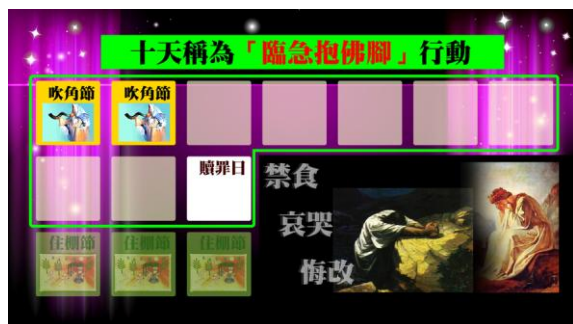 十天稱為「臨急抱佛腳」行動
吹角節 吹角節
贖罪日
禁食
哀哭
悔改
住棚節 住棚節 住棚節